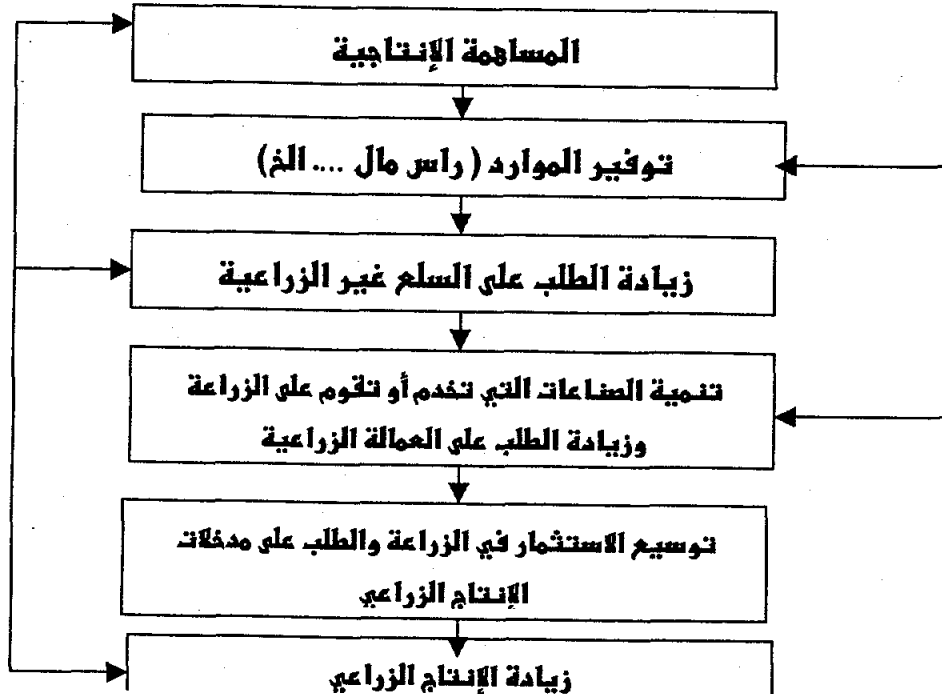 المساهمة الإنتاجية
توفير الموارد ( راس مال .... الخ)
زيادة الطلب على السلع غير الزراعية
تنمية الصناعات التي تخدم أو تقوم على الزراعة
وزيادة الطلب على العمالة الزراعية
توسيع الاستثمار في الزراعة والطلب على مدخلات
الإنتاج الزراعي
زيادة الإنتاج الزراعي